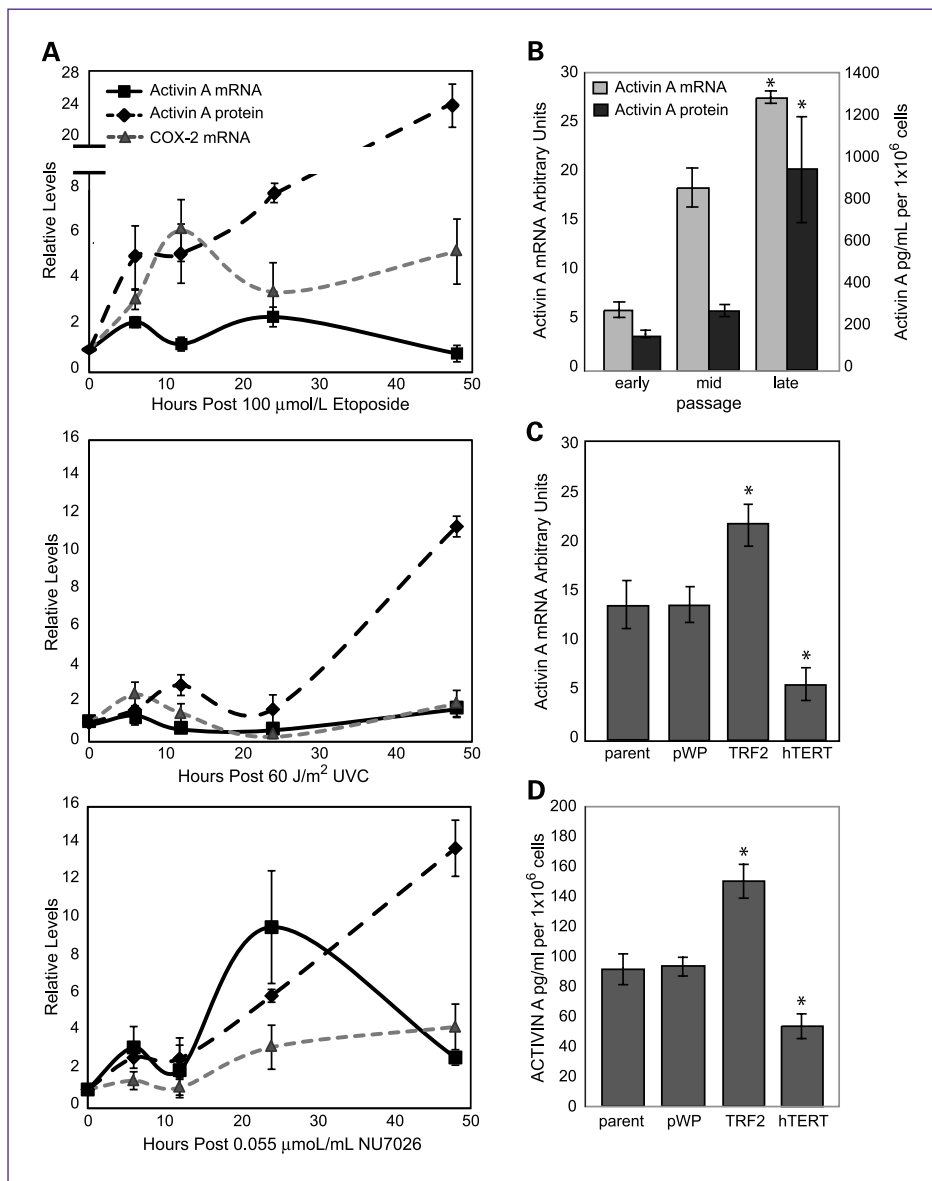 A
28
24
20
8
6
4
2
0
Relative Levels
Activin A mRNA
Activin A protein
COX-2 mRNA
0 10 20 30 40 50
Hours Post 100 μmol/L Etoposide
16
14
12
10
8
6
4
2
0
Relative Levels
0 10 20 30 40 50
Hours Post 60 J/m² UVC
16
14
12
10
8
6
4
2
0
Relative Levels
0 10 20 30 40 50
Hours Post 0.055 μmoL/mL NU7026
B
30
25
20
15
10
5
0
Activin A mRNA Arbitrary Units
Activin A mRNA
Activin A protein
* *
1400
1200
1000
800
600
400
200
0
Activin A pg/mL per 1x10⁶ cells
early mid late
passage
C
30
25
20
15
10
5
0
Activin A mRNA Arbitrary Units
* *
parent pWP TRF2 hTERT
D
200
180
160
140
120
100
80
60
40
20
0
ACTIVIN A pg/ml per 1x10⁶ cells
* *
parent pWP TRF2 hTERT